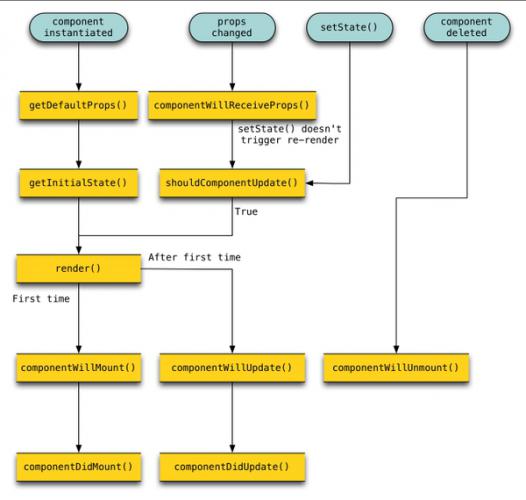 component
instantiated
props
changed
setState()
component
deleted
getDefaultProps()
componentWillReceiveProps()
setState() doesn't
trigger re-render
getInitialState()
shouldComponentUpdate()
True
render()
After first time
First time
componentWillMount()
componentWillUpdate()
componentWillUnmount()
componentDidMount()
componentDidUpdate()